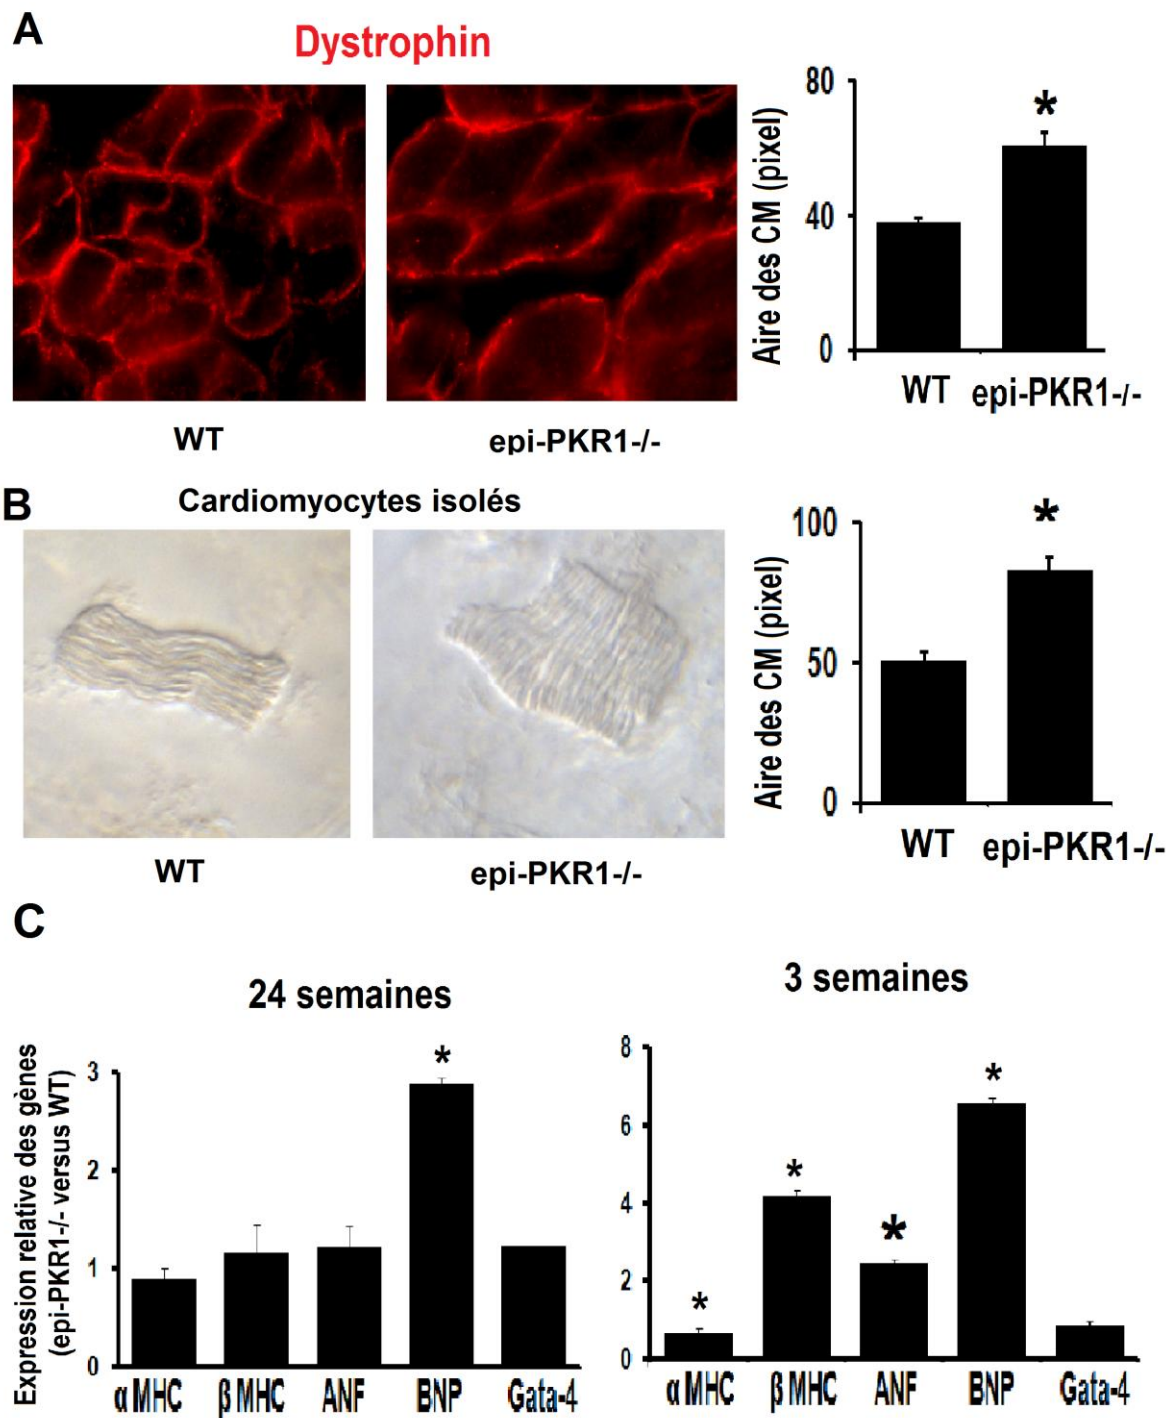 A
Dystrophin
Aire des CM (pixel)
80
40
0
*
WT
epi-PKR1-/-
WT
epi-PKR1-/-
B
Cardiomyocytes isolés
Aire des CM (pixel)
100
50
0
*
WT
epi-PKR1-/-
WT
epi-PKR1-/-
C
24 semaines
Expression relative des gènes
(epi-PKR1-/- versus WT)
3
2
1
0
*
α MHC
β MHC
ANF
BNP
Gata-4
3 semaines
8
6
4
2
0
*
*
*
*
α MHC
β MHC
ANF
BNP
Gata-4